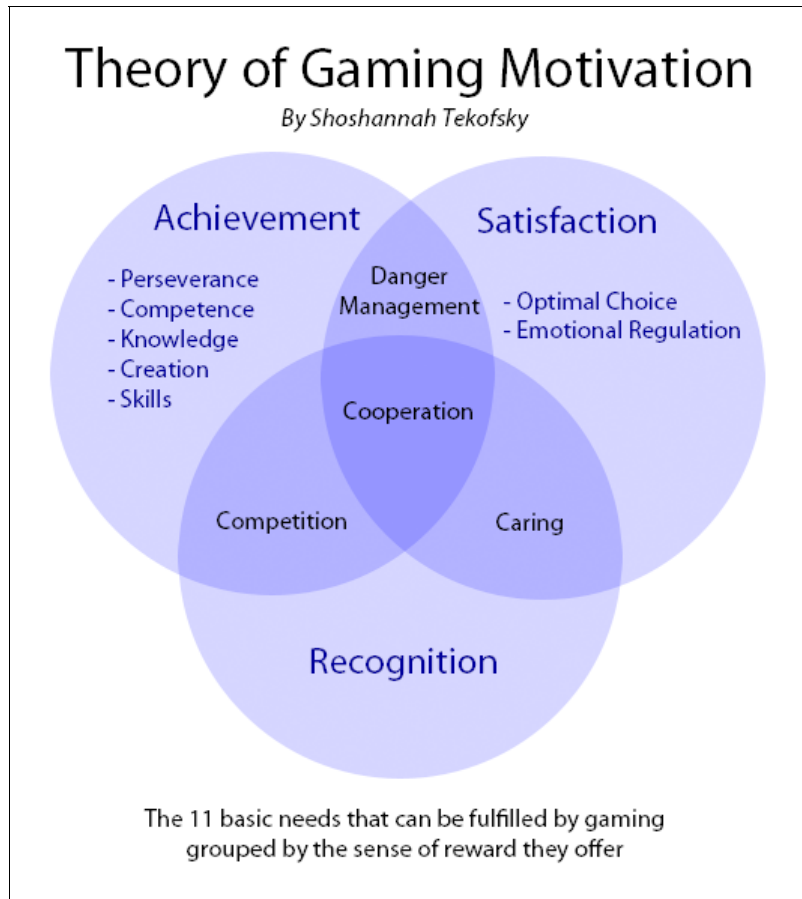 Theory of Gaming Motivation
By Shoshannah Tekofsky
Achievement
- Perseverance
- Competence
- Knowledge
- Creation
- Skills
Satisfaction
- Optimal Choice
- Emotional Regulation
Danger
Management
Cooperation
Competition
Caring
Recognition
The 11 basic needs that can be fulfilled by gaming
grouped by the sense of reward they offer